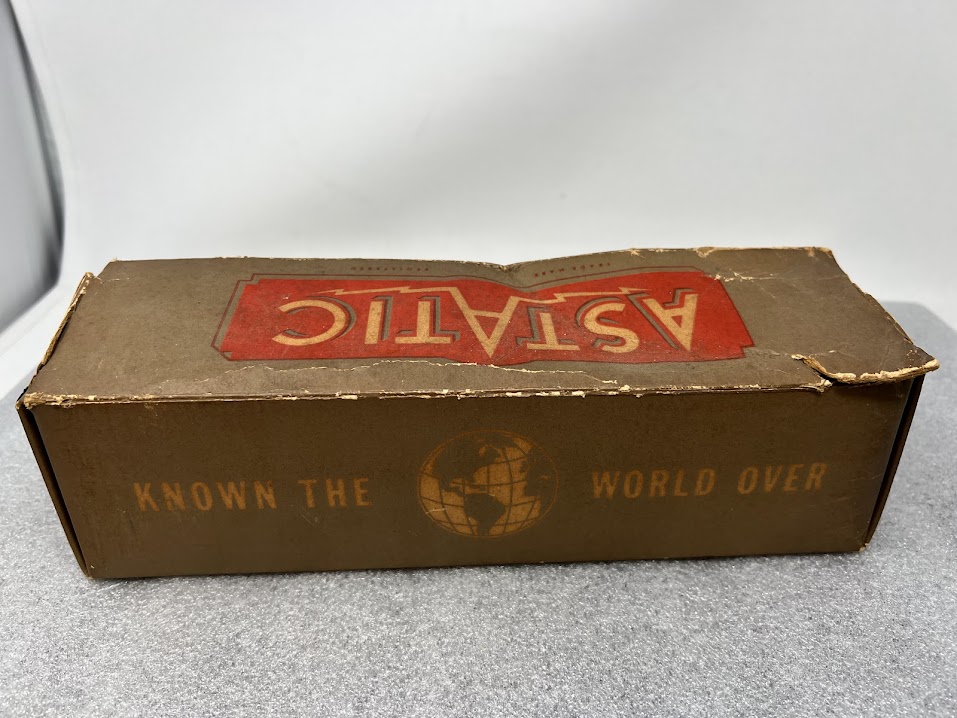 ASTATIC
KNOWN THE WORLD OVER